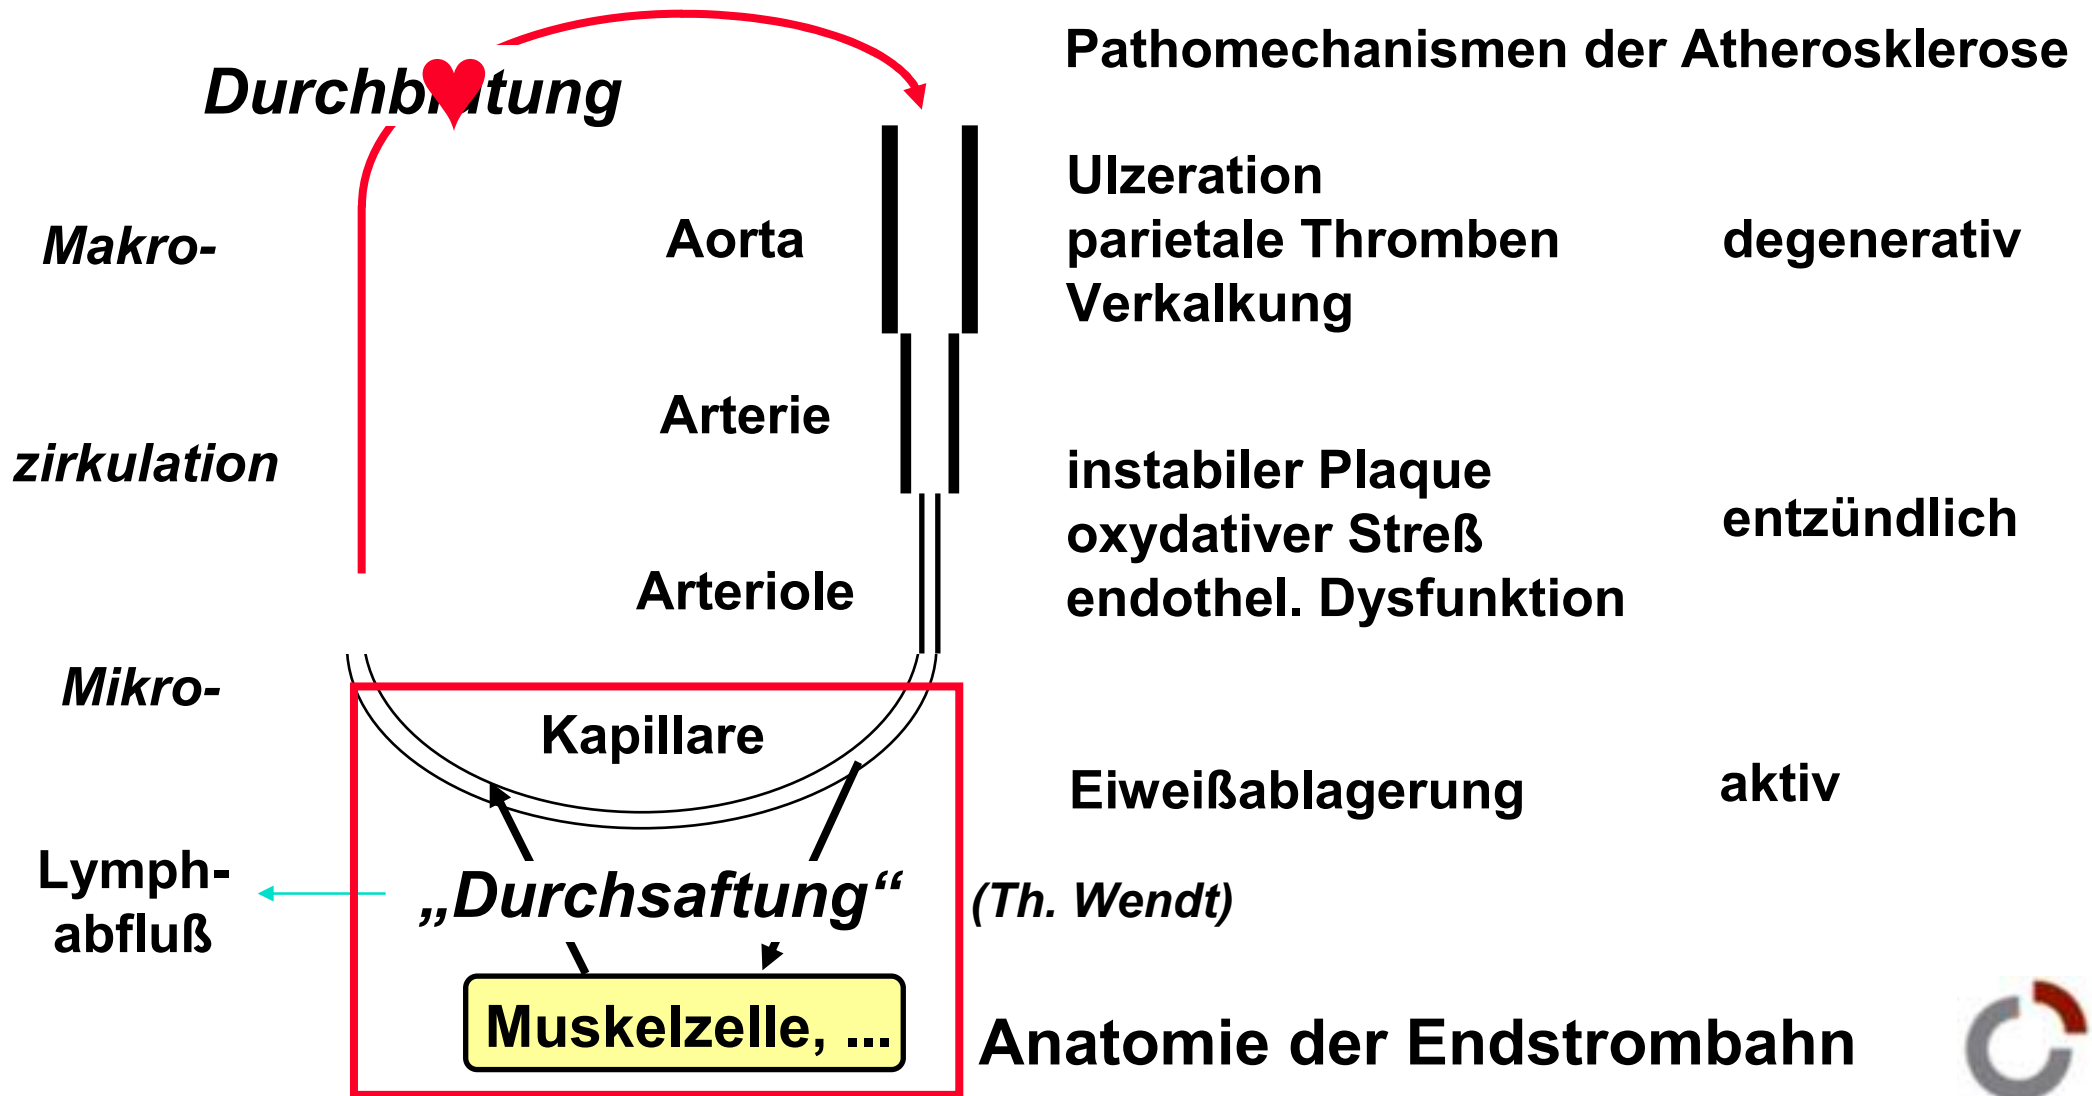 Pathomechanismen der Atherosklerose
Durchblutung
Ulzeration
Makro-
Aorta
parietale Thromben
degenerativ
Verkalkung
Arterie
zirkulation
instabiler Plaque
oxydativer Streß
entzündlich
Arteriole
endothel. Dysfunktion
Mikro-
Kapillare
Eiweißablagerung
aktiv
Lymph-
abfluß
„Durchsaftung“
(Th. Wendt)
Muskelzelle, ...
Anatomie der Endstrombahn